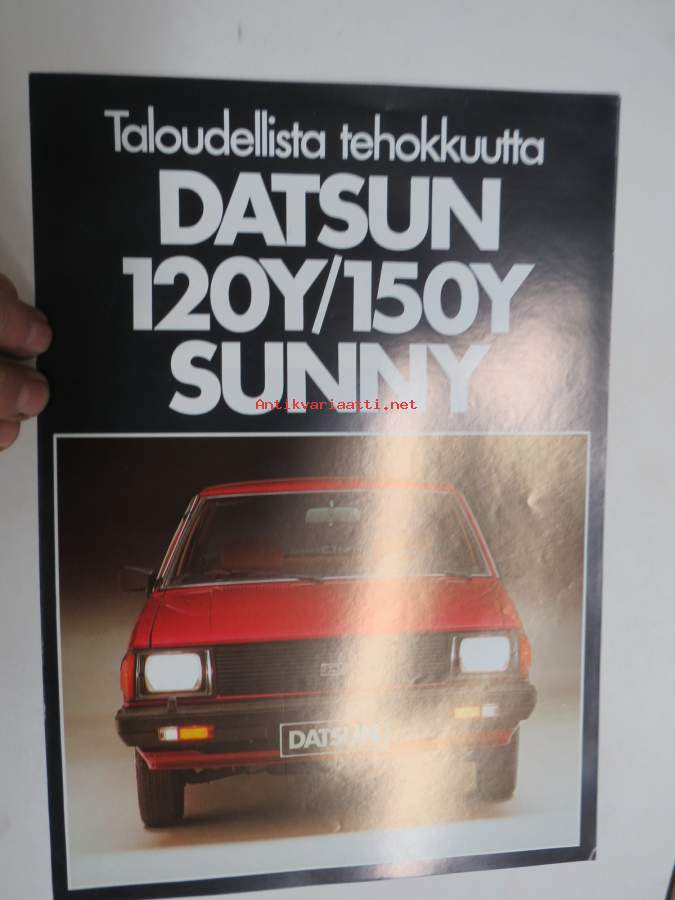 Taloudellista tehokkuutta
DATSUN
120Y/150Y
SUNNY
Antikvariaatti.net
DATSUN